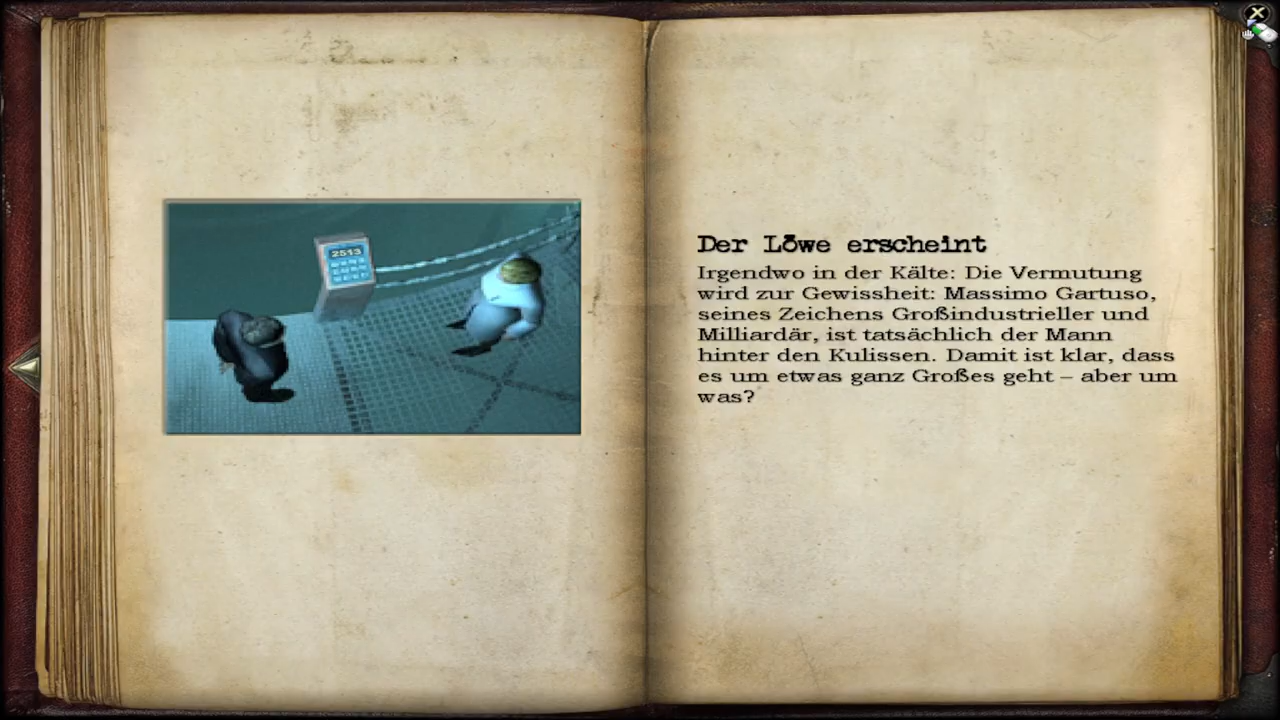 2513
Der Löwe erscheint
Irgendwo in der Kälte: Die Vermutung
wird zur Gewissheit: Massimo Gartuso,
seines Zeichens Großindustrieller und
Milliardär, ist tatsächlich der Mann
hinter den Kulissen. Damit ist klar, dass
es um etwas ganz Großes geht – aber um
was?